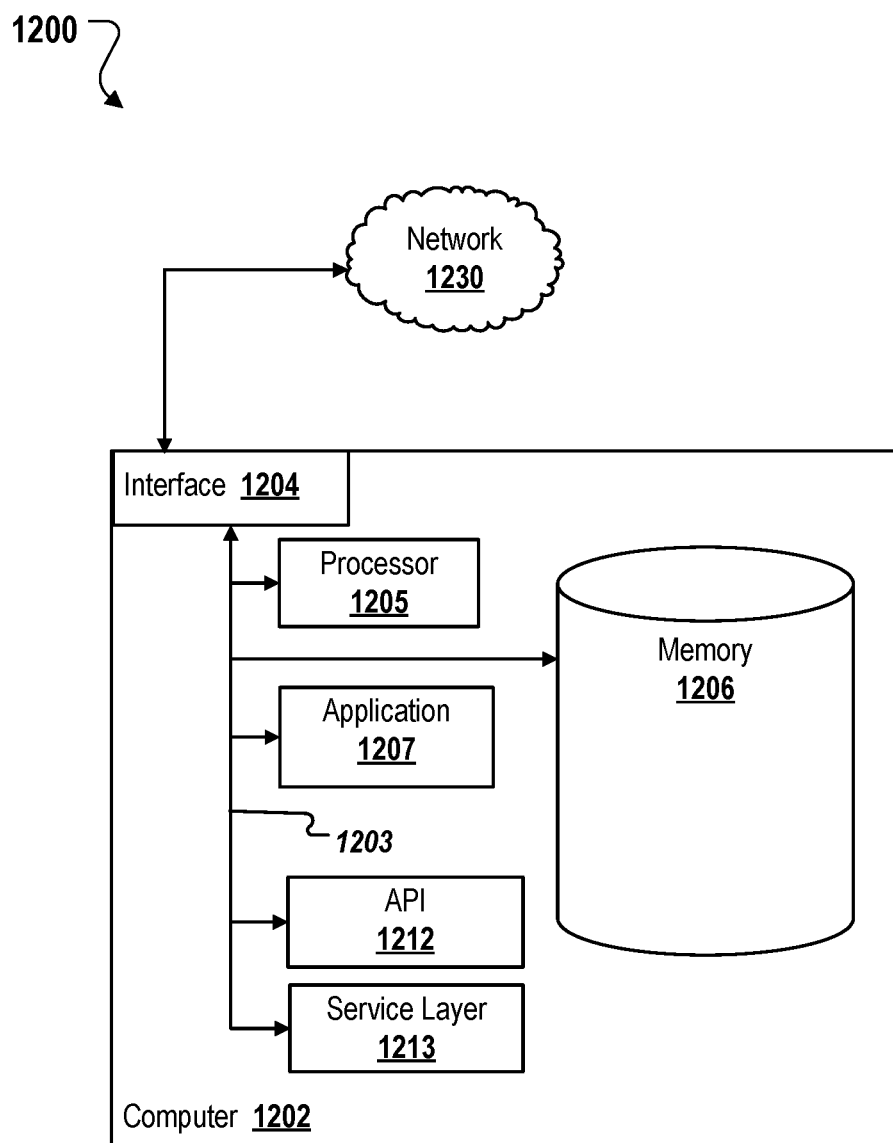 1200
Network
1230
Interface 1204
Processor
1205
Memory
1206
Application
1207
1203
API
1212
Service Layer
1213
Computer 1202